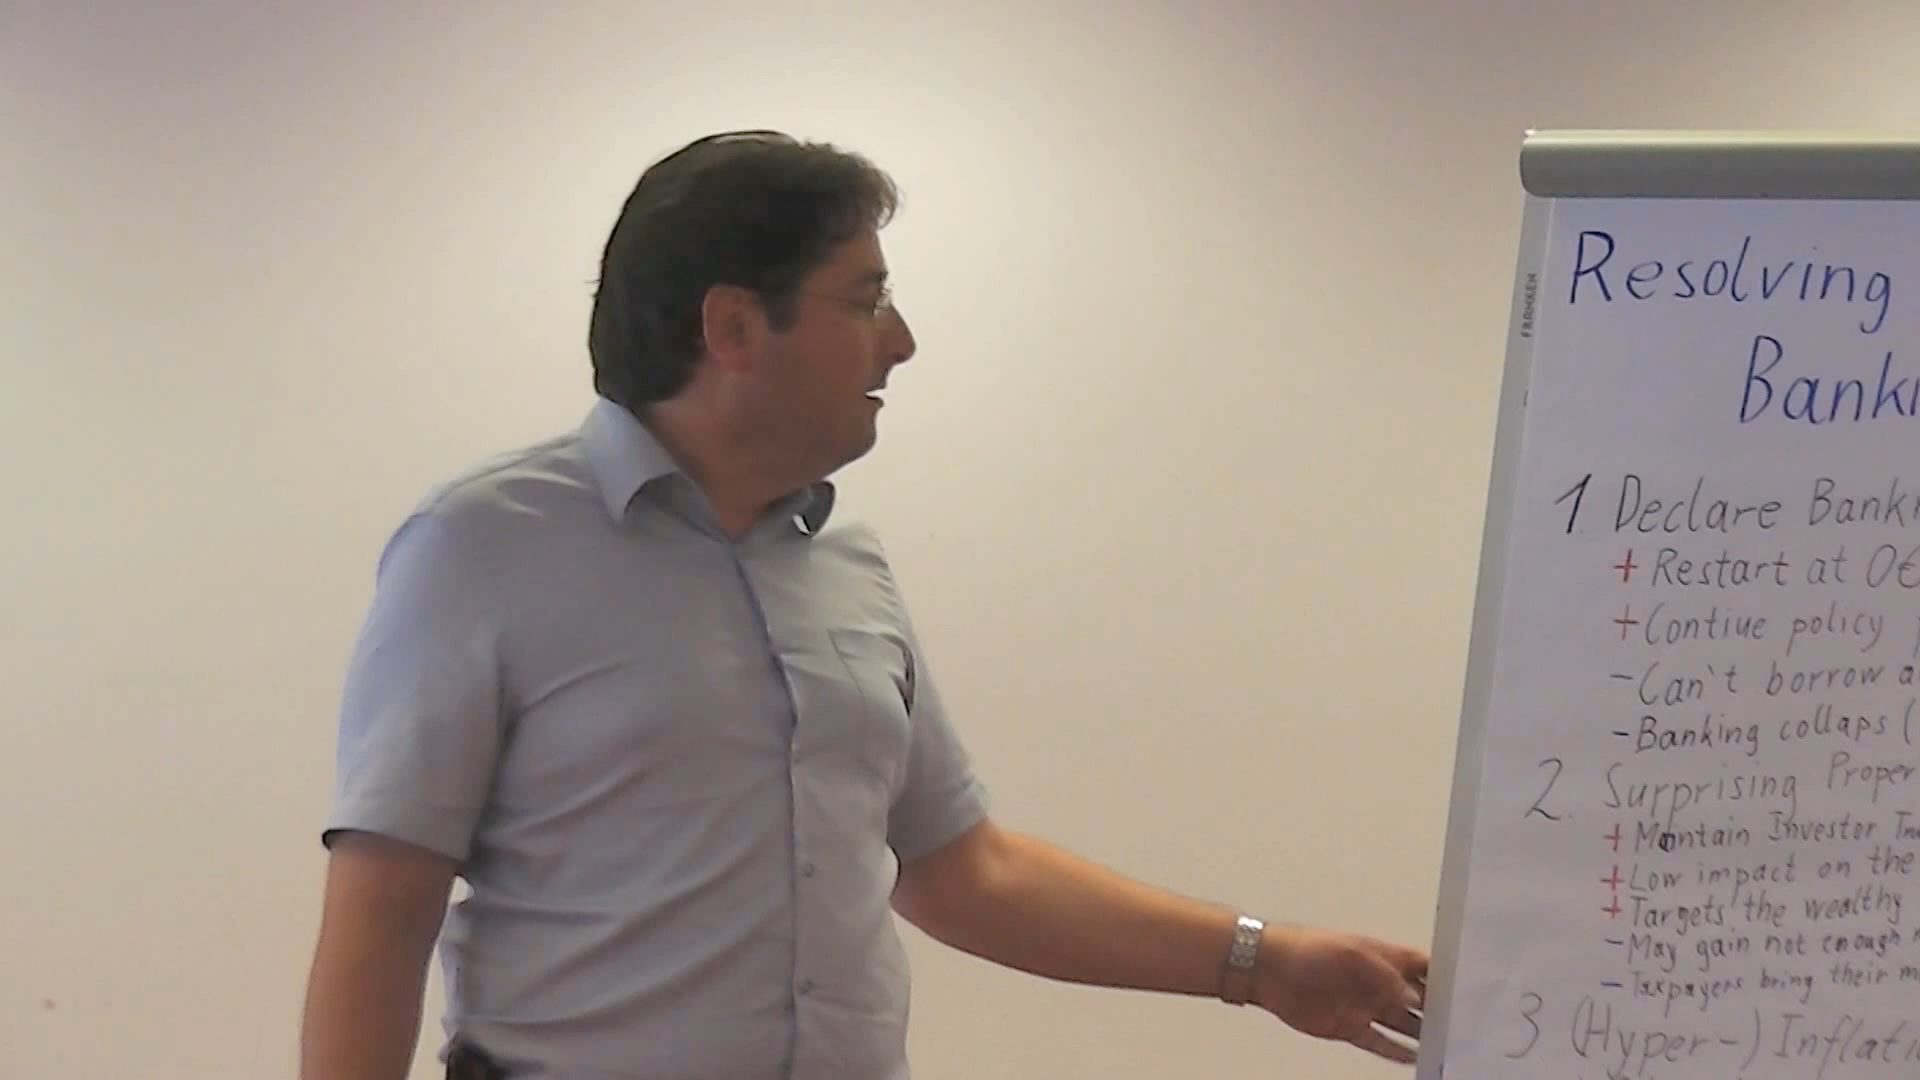 FRANKEN
Resolving
Bank
1. Declare Bank
+ Restart at 0€
+ Contiue policy
- Can't borrow a
- Banking collaps (
2. Surprising Proper
+ Maintain Investor
+ Low impact on the
+ Targets the wealthy
- May gain not enough
- Taxpayers bring their m
3 (Hyper-) Inflati